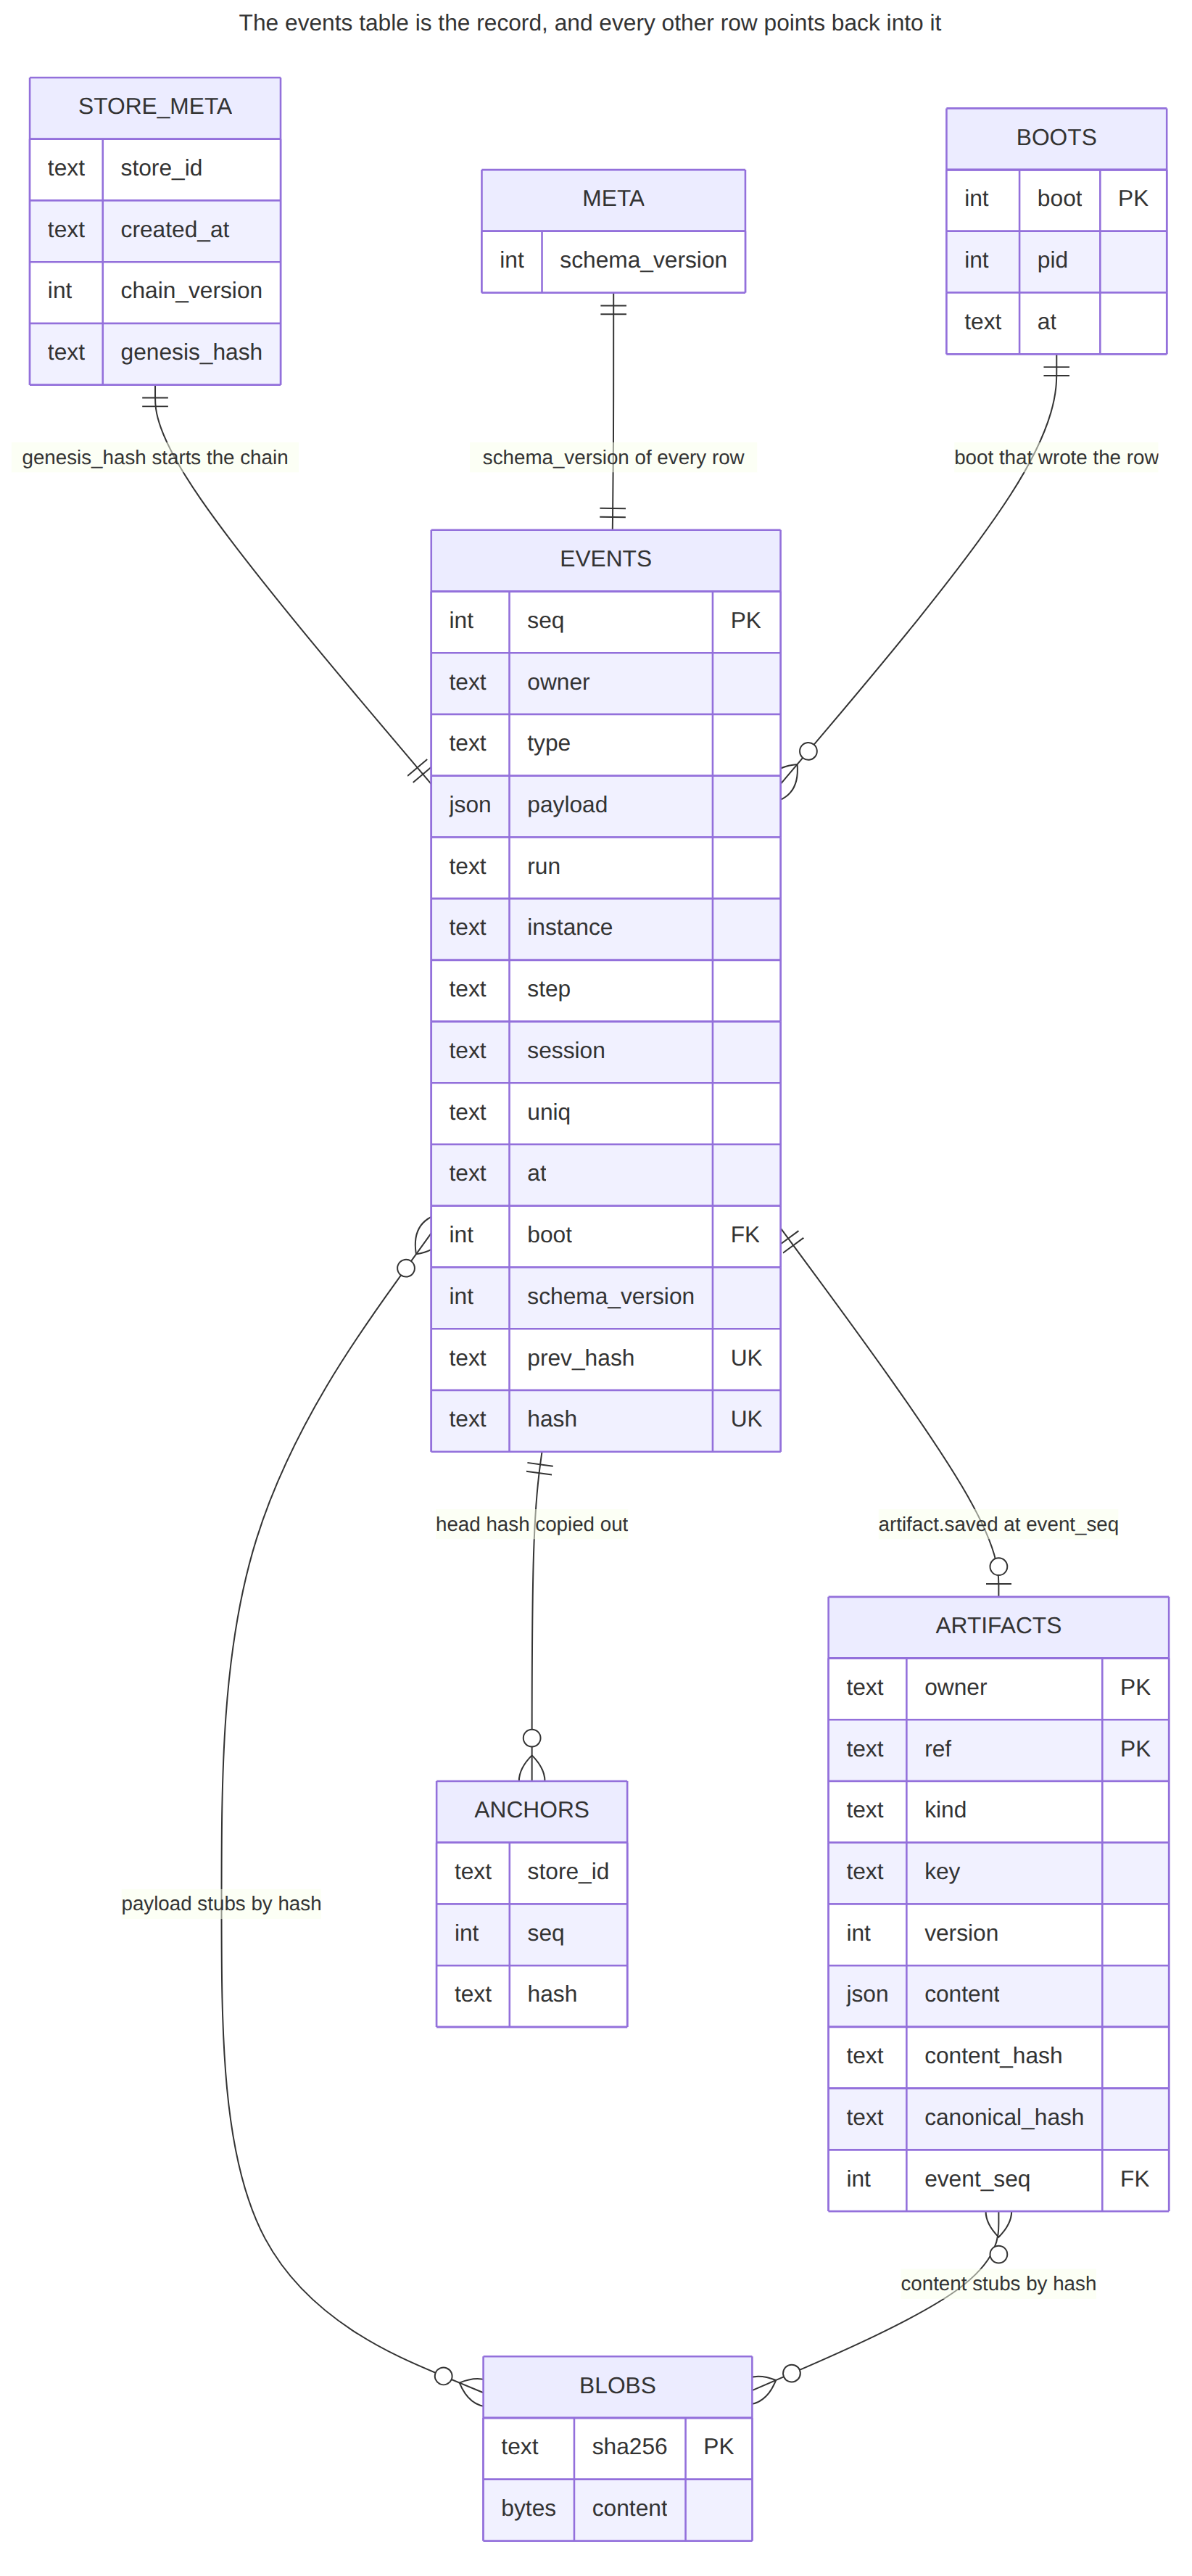 The events table is the record, and every other row points back into it
STORE_META
text store_id
text created_at
int chain_version
text genesis_hash
META
int schema_version
BOOTS
int boot PK
int pid
text at
genesis_hash starts the chain
schema_version of every row
boot that wrote the row
EVENTS
int seq PK
text owner
text type
json payload
text run
text instance
text step
text session
text uniq
text at
int boot FK
int schema_version
text prev_hash UK
text hash UK
head hash copied out
artifact.saved at event_seq
ARTIFACTS
text owner PK
text ref PK
text kind
text key
int version
json content
text content_hash
text canonical_hash
int event_seq FK
ANCHORS
text store_id
int seq
text hash
payload stubs by hash
content stubs by hash
BLOBS
text sha256 PK
bytes content